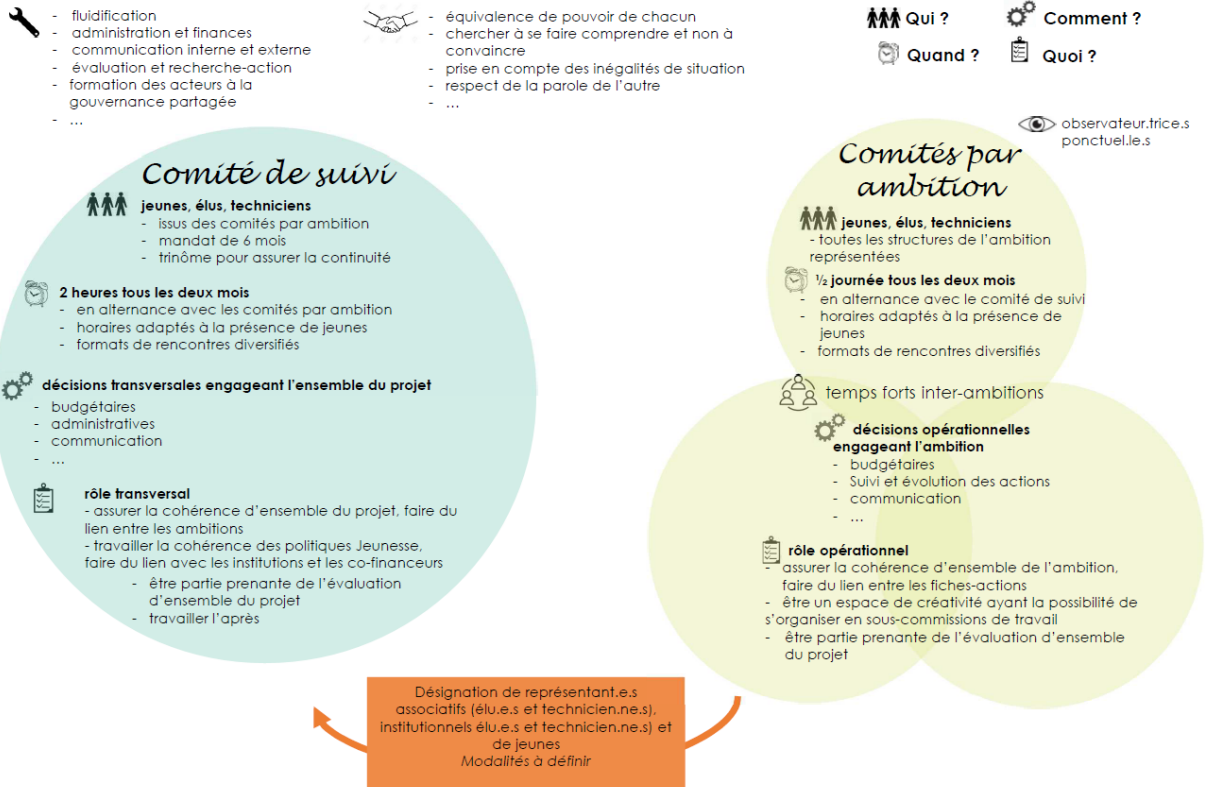 - fluidification
- administration et finances
- communication interne et externe
- évaluation et recherche-action
- formation des acteurs à la
gouvernance partagée
- ...
- équivalence de pouvoir de chacun
- chercher à se faire comprendre et non à
convaincre
- prise en compte des inégalités de situation
- respect de la parole de l'autre
- ...
Qui ?
Comment ?
Quand ?
Quoi ?
observateur.trice.s
ponctuel.le.s
Comité de suivi
jeunes, élus, techniciens
- issus des comités par ambition
- mandat de 6 mois
- trinôme pour assurer la continuité
2 heures tous les deux mois
- en alternance avec les comités par ambition
- horaires adaptés à la présence de jeunes
- formats de rencontres diversifiés
décisions transversales engageant l'ensemble du projet
- budgétaires
- administratives
- communication
- ...
rôle transversal
- assurer la cohérence d'ensemble du projet, faire du
lien entre les ambitions
- travailler la cohérence des politiques Jeunesse,
faire du lien avec les institutions et les co-financeurs
- être partie prenante de l'évaluation
d'ensemble du projet
- travailler l'après
Comités par
ambition
jeunes, élus, techniciens
- toutes les structures de l'ambition
représentées
½ journée tous les deux mois
- en alternance avec le comité de suivi
- horaires adaptés à la présence de
jeunes
- formats de rencontres diversifiés
temps forts inter-ambitions
décisions opérationnelles
engageant l'ambition
- budgétaires
- Suivi et évolution des actions
- communication
- ...
rôle opérationnel
- assurer la cohérence d'ensemble de l'ambition,
faire du lien entre les fiches-actions
- être un espace de créativité ayant la possibilité de
s'organiser en sous-commissions de travail
- être partie prenante de l'évaluation d'ensemble
du projet
Désignation de représentant.e.s
associatifs (élu.e.s et technicien.ne.s),
institutionnels élu.e.s et technicien.ne.s) et
de jeunes
Modalités à définir